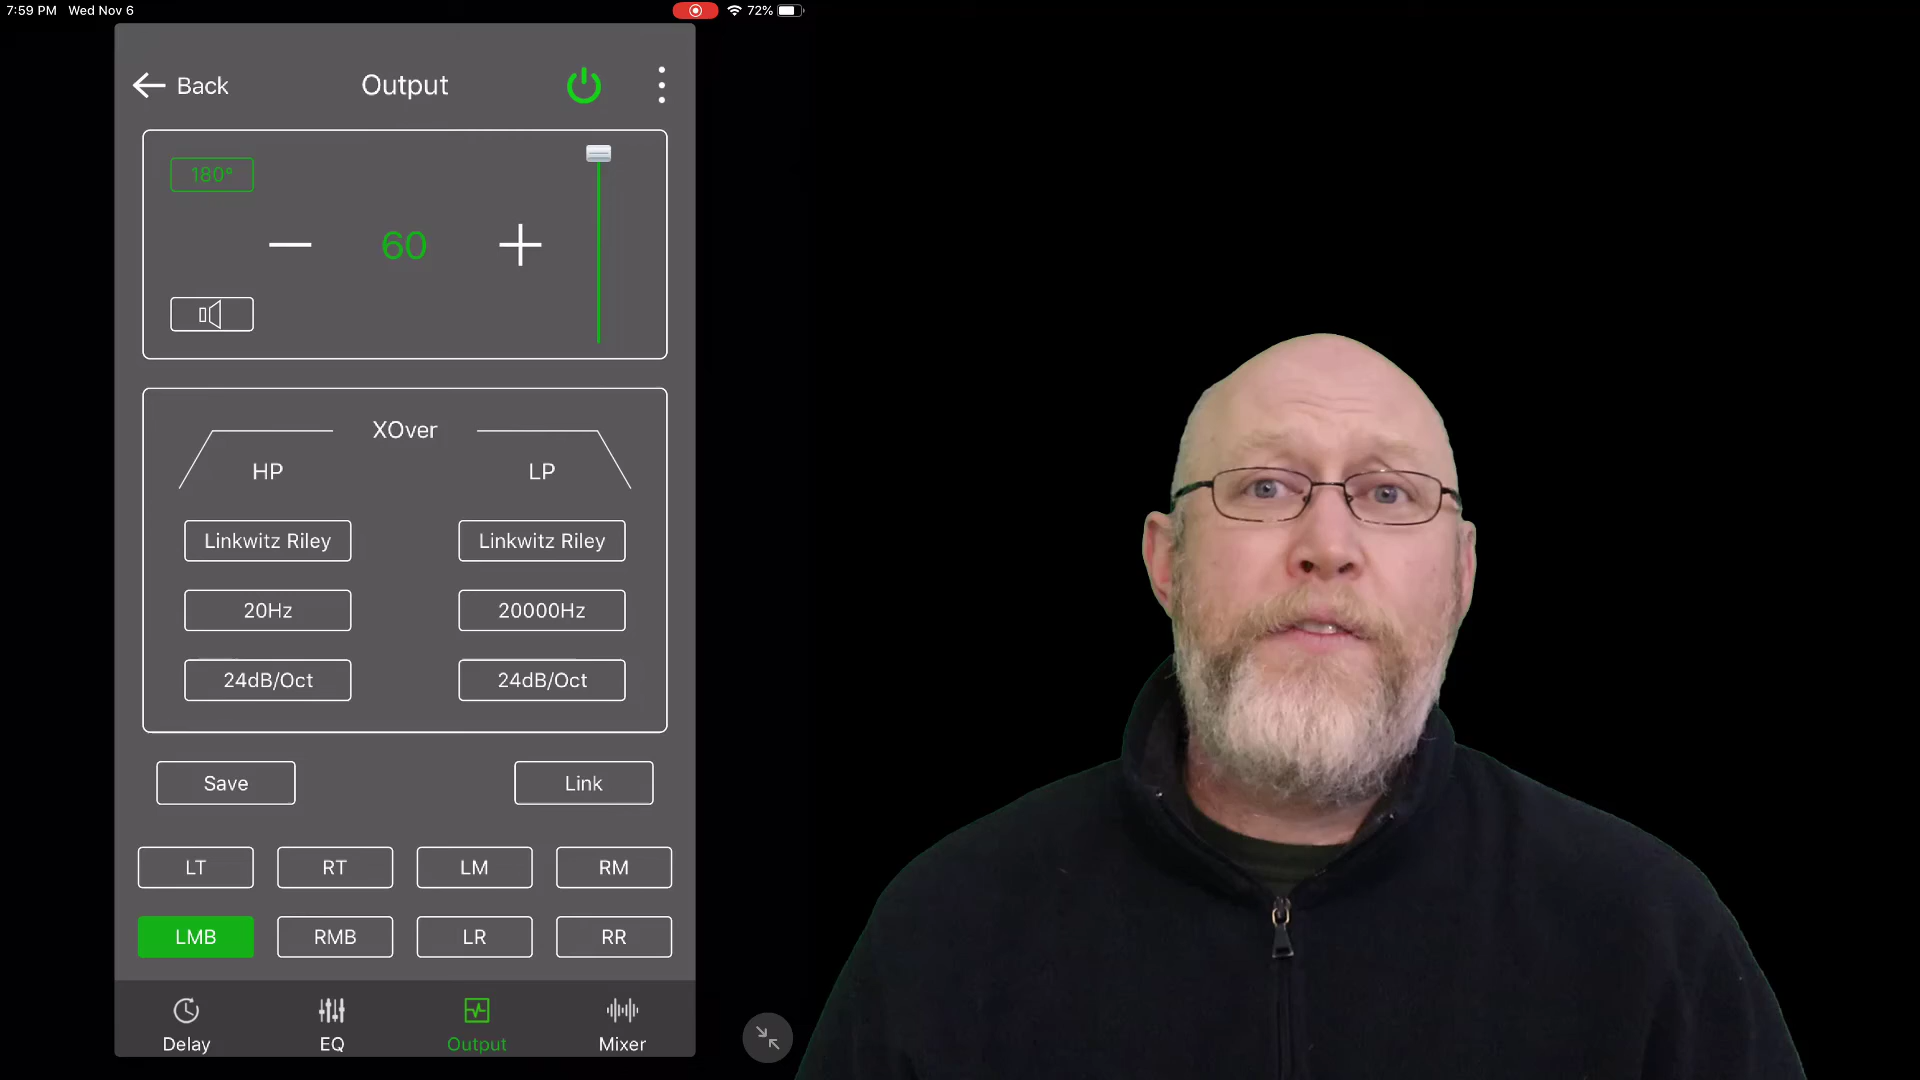 7:59 PM Wed Nov 6 72%
Back Output
180°
60
XOver
HP LP
Linkwitz Riley Linkwitz Riley
20Hz 20000Hz
24dB/Oct 24dB/Oct
Save Link
LT RT LM RM
LMB RMB LR RR
Delay EQ Output Mixer